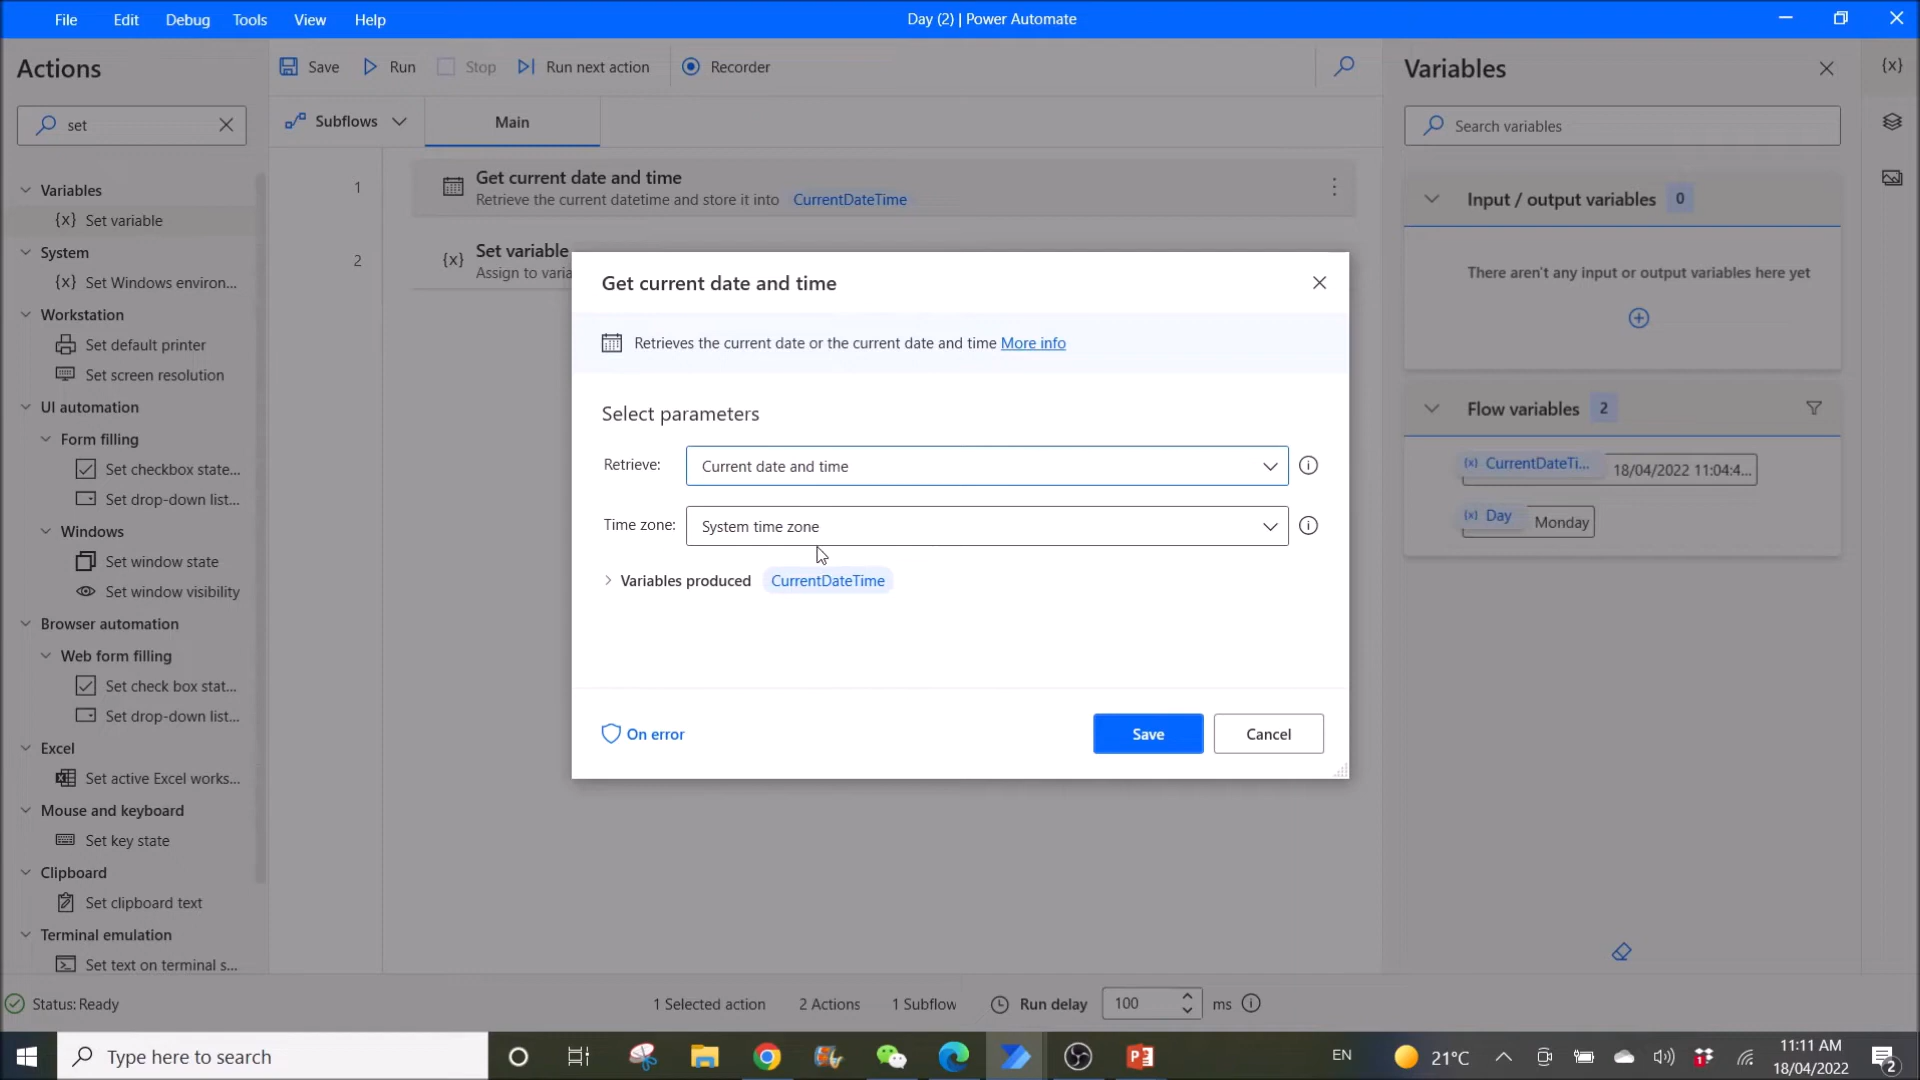 File Edit Debug Tools View Help
Day (2) | Power Automate
Actions
set
Variables
Set variable
System
Set Windows environ...
Workstation
Set default printer
Set screen resolution
UI automation
Form filling
Set checkbox state...
Set drop-down list...
Windows
Set window state
Set window visibility
Browser automation
Web form filling
Set check box stat...
Set drop-down list...
Excel
Set active Excel works...
Mouse and keyboard
Set key state
Clipboard
Set clipboard text
Terminal emulation
Set text on terminal s...
Save Run Stop Run next action Recorder
Subflows Main
1
Get current date and time
Retrieve the current datetime and store it into CurrentDateTime
2
{x} Set variable
Assign to varia
Get current date and time
Retrieves the current date or the current date and time More info
Select parameters
Retrieve: Current date and time
Time zone: System time zone
Variables produced CurrentDateTime
On error
Save Cancel
Variables
{x}
Search variables
Input / output variables 0
There aren't any input or output variables here yet
Flow variables 2
{x} CurrentDateTi... 18/04/2022 11:04:4...
{x} Day Monday
Status: Ready 1 Selected action 2 Actions 1 Subflow Run delay 100 ms
Type here to search
EN
21°C
11:11 AM
18/04/2022
2